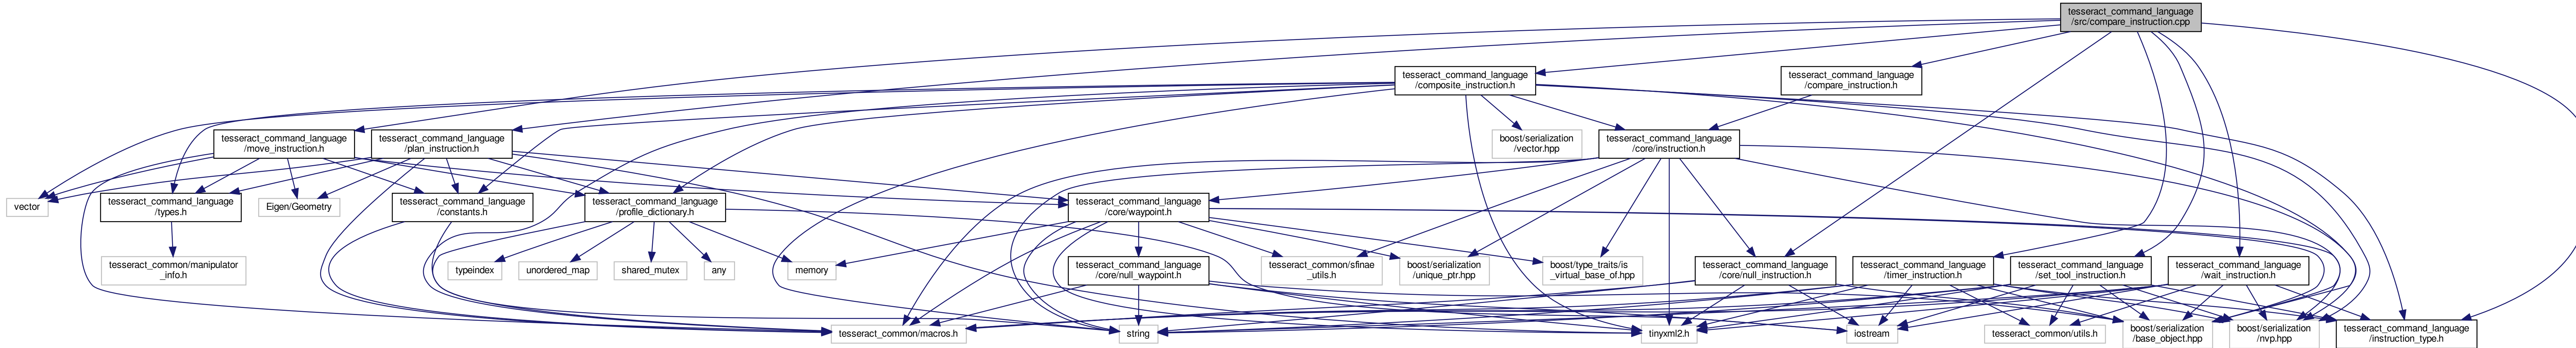 tesseract_command_language
/src/compare_instruction.cpp
tesseract_command_language
/composite_instruction.h
tesseract_command_language
/compare_instruction.h
tesseract_command_language
/move_instruction.h
tesseract_command_language
/plan_instruction.h
boost/serialization
/vector.hpp
tesseract_command_language
/core/instruction.h
vector
tesseract_command_language
/types.h
Eigen/Geometry
tesseract_command_language
/constants.h
tesseract_command_language
/profile_dictionary.h
tesseract_command_language
/core/waypoint.h
tesseract_common/manipulator
_info.h
typeindex
unordered_map
shared_mutex
any
memory
tesseract_command_language
/core/null_waypoint.h
tesseract_common/sfinae
_utils.h
boost/serialization
/unique_ptr.hpp
boost/type_traits/is
_virtual_base_of.hpp
tesseract_command_language
/core/null_instruction.h
tesseract_command_language
/timer_instruction.h
tesseract_command_language
/set_tool_instruction.h
tesseract_command_language
/wait_instruction.h
tesseract_common/macros.h
string
tinyxml2.h
iostream
tesseract_common/utils.h
boost/serialization
/base_object.hpp
boost/serialization
/nvp.hpp
tesseract_command_language
/instruction_type.h